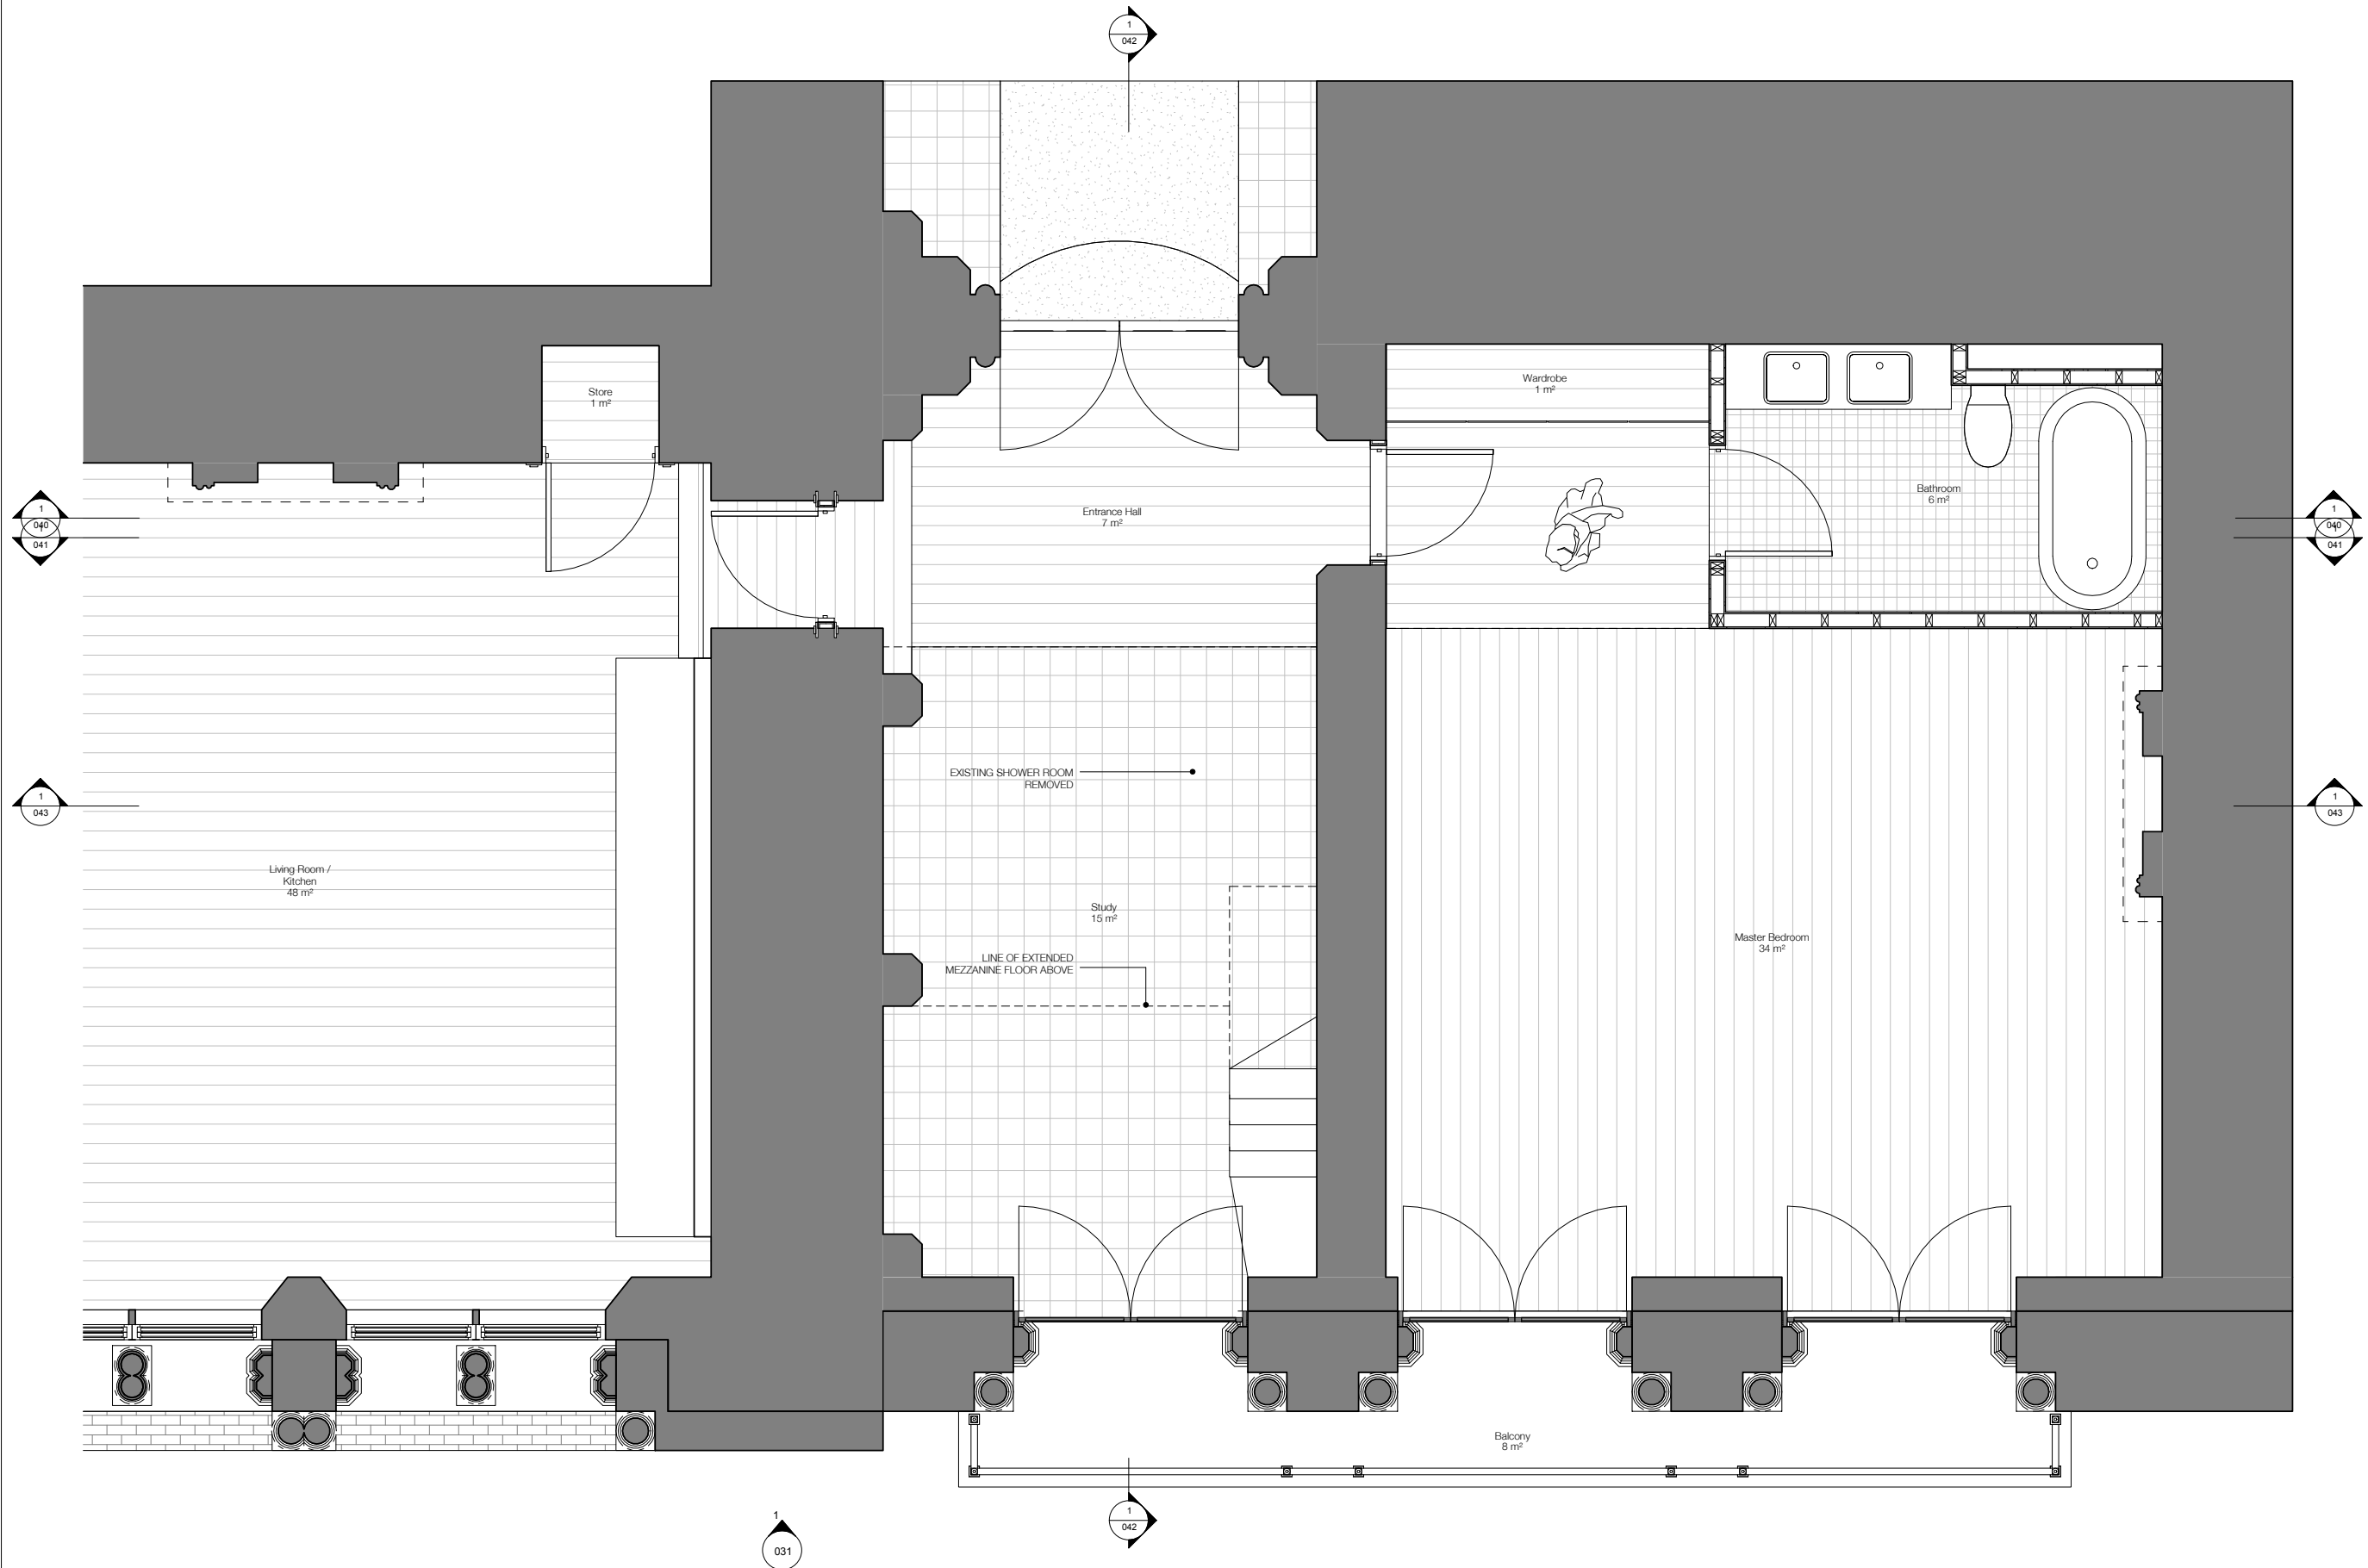 1
042
Store
1 m²
Wardrobe
1 m²
Bathroom
6 m²
Entrance Hall
7 m²
1
040
1
041
1
040
1
041
EXISTING SHOWER ROOM
REMOVED
1
043
1
043
Living Room /
Kitchen
48 m²
Study
15 m²
Master Bedroom
34 m²
LINE OF EXTENDED
MEZZANINE FLOOR ABOVE
Balcony
8 m²
1
042
1
031